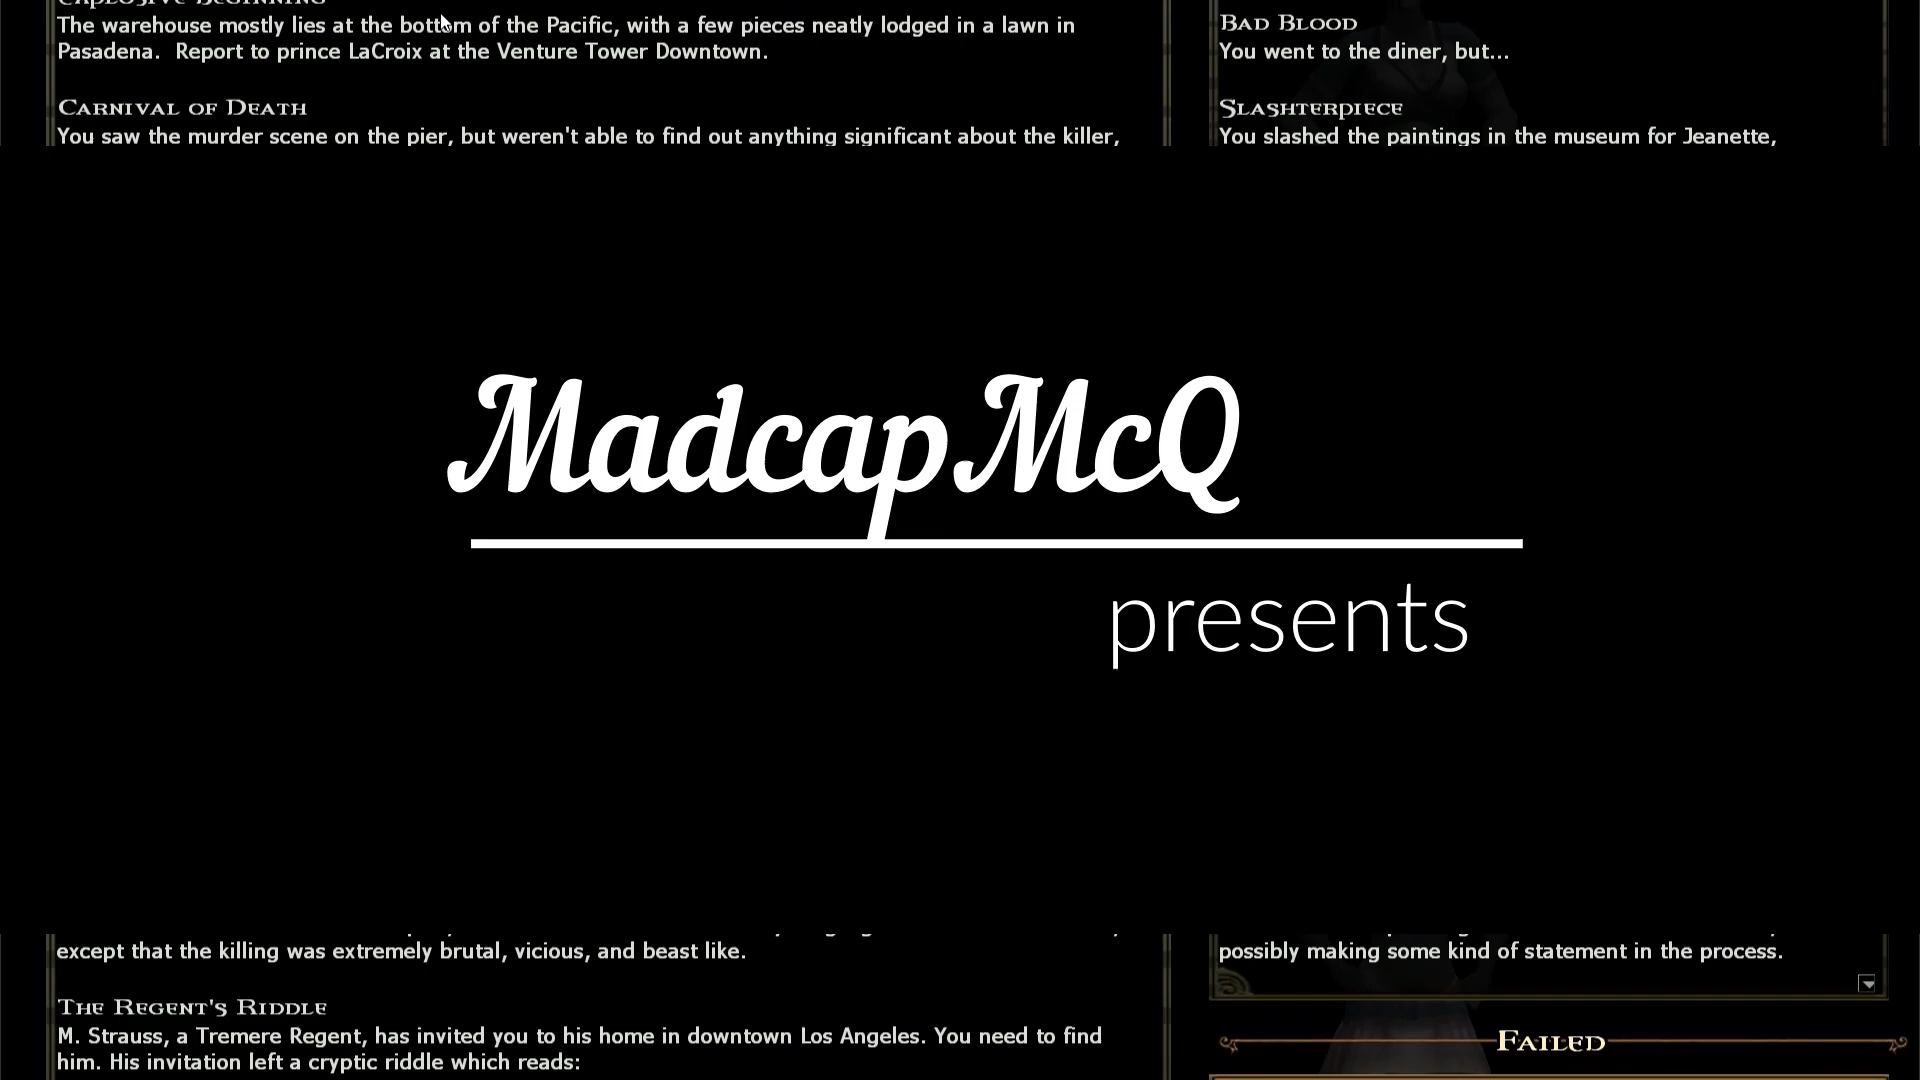 Explosive Beginning
The warehouse mostly lies at the bottom of the Pacific, with a few pieces neatly lodged in a lawn in
Pasadena.  Report to prince LaCroix at the Venture Tower Downtown.
Carnival of Death
You saw the murder scene on the pier, but weren't able to find out anything significant about the killer,
Bad Blood
You went to the diner, but...
Slashterpiece
You slashed the paintings in the museum for Jeanette,
MadcapMcQ
presents
except that the killing was extremely brutal, vicious, and beast like.
The Regent's Riddle
M. Strauss, a Tremere Regent, has invited you to his home in downtown Los Angeles. You need to find
him. His invitation left a cryptic riddle which reads:
possibly making some kind of statement in the process.
Failed